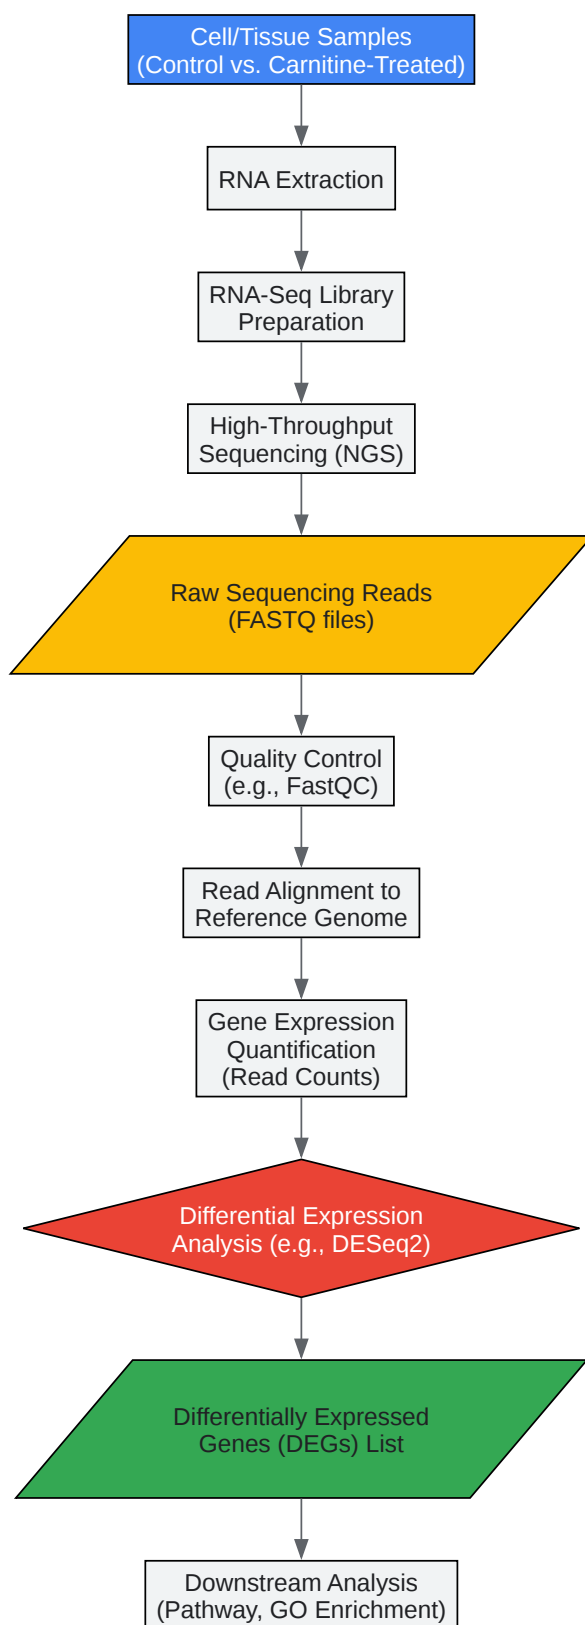 Cell/Tissue Samples
(Control vs. Carnitine-Treated)
RNA Extraction
RNA-Seq Library
Preparation
High-Throughput
Sequencing (NGS)
Raw Sequencing Reads
(FASTQ files)
Quality Control
(e.g., FastQC)
Read Alignment to
Reference Genome
Gene Expression
Quantification
(Read Counts)
Differential Expression
Analysis (e.g., DESeq2)
Differentially Expressed
Genes (DEGs) List
Downstream Analysis
(Pathway, GO Enrichment)